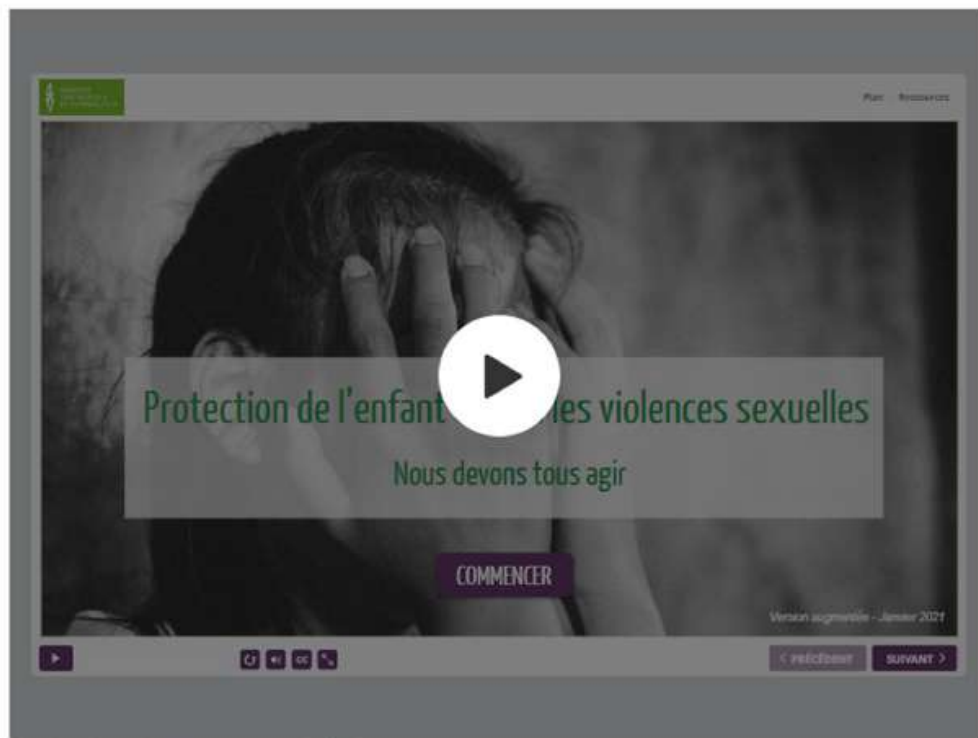 Plan Ressources
Protection de l'enfant les violences sexuelles
Nous devons tous agir
COMMENCER
Version augmentée - Janvier 2021
CC
< PRÉCÉDENT SUIVANT >